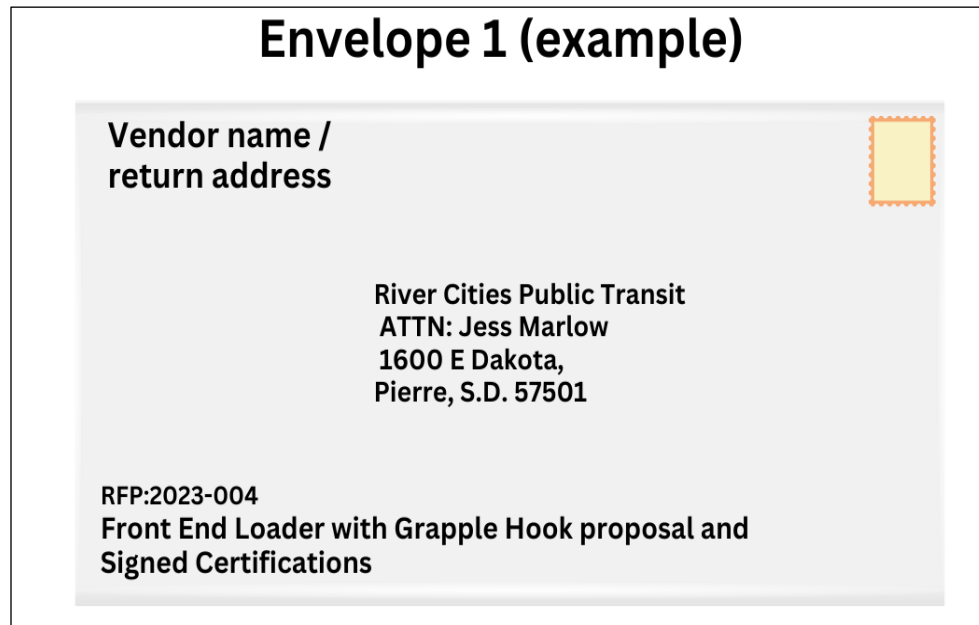 Envelope 1 (example)
Vendor name /
return address
River Cities Public Transit
ATTN: Jess Marlow
1600 E Dakota,
Pierre, S.D. 57501
RFP:2023-004
Front End Loader with Grapple Hook proposal and
Signed Certifications